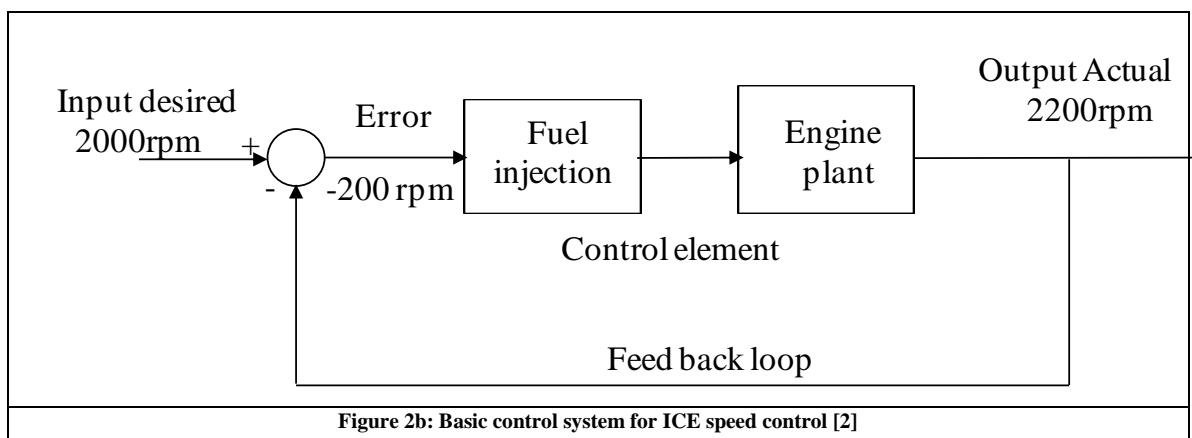 Input desired
2000rpm
+
-
Error
-200 rpm
Fuel
injection
Engine
plant
Control element
Output Actual
2200rpm
Feed back loop
Figure 2b: Basic control system for ICE speed control [2]